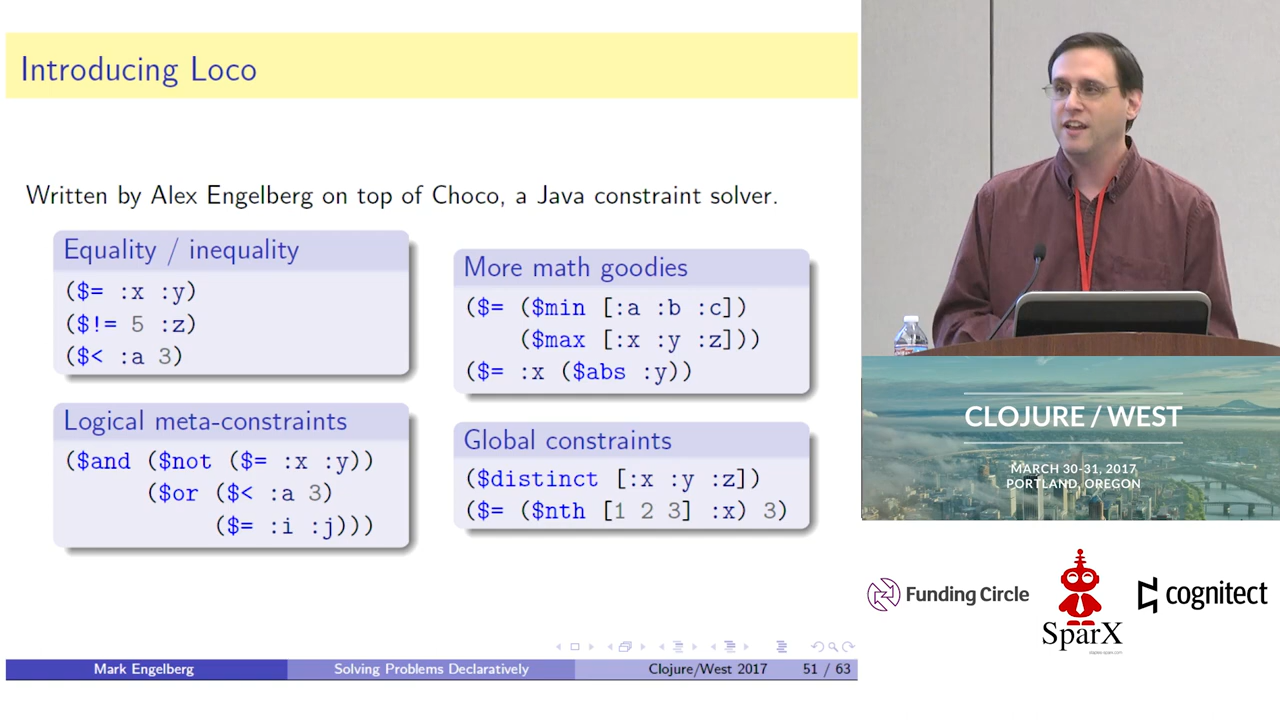 Introducing Loco
Written by Alex Engelberg on top of Choco, a Java constraint solver.
Equality / inequality
($= :x :y)
($!= 5 :z)
($< :a 3)
Logical meta-constraints
($and ($not ($= :x :y))
($or ($< :a 3)
($= :i :j)))
More math goodies
($= ($min [:a :b :c])
($max [:x :y :z]))
($= :x ($abs :y))
Global constraints
($distinct [:x :y :z])
($= ($nth [1 2 3] :x) 3)
Mark Engelberg
Solving Problems Declaratively
Clojure/West 2017
51 / 63
CLOJURE / WEST
MARCH 30-31, 2017
PORTLAND, OREGON
Funding Circle
SparX
cognitect